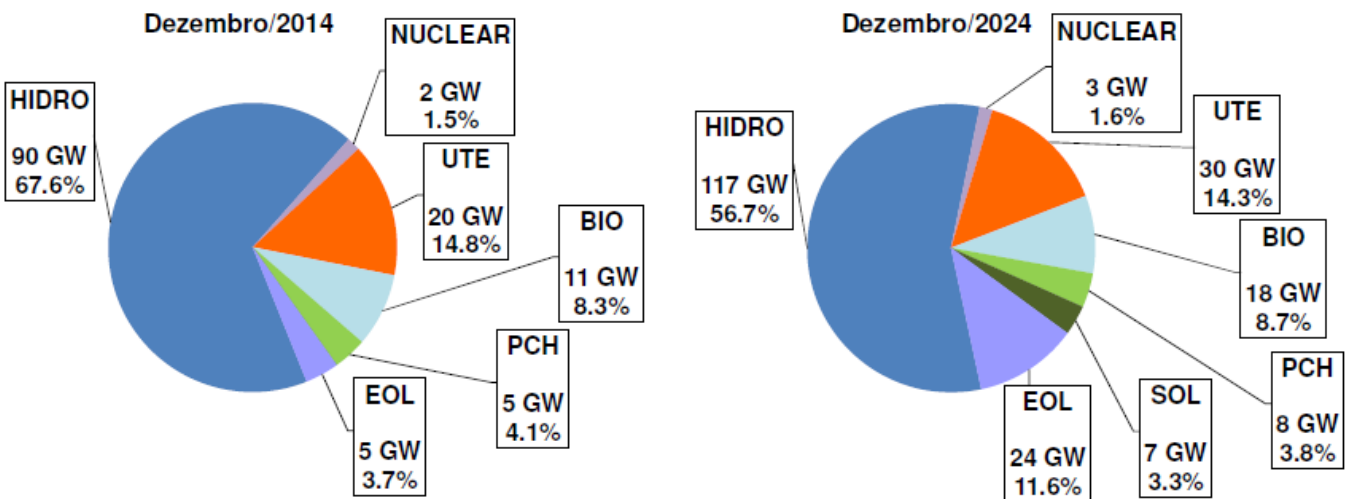 Dezembro/2014
HIDRO
90 GW
67.6%
NUCLEAR
2 GW
1.5%
UTE
20 GW
14.8%
BIO
11 GW
8.3%
PCH
5 GW
4.1%
EOL
5 GW
3.7%
Dezembro/2024
HIDRO
117 GW
56.7%
NUCLEAR
3 GW
1.6%
UTE
30 GW
14.3%
BIO
18 GW
8.7%
PCH
8 GW
3.8%
SOL
7 GW
3.3%
EOL
24 GW
11.6%